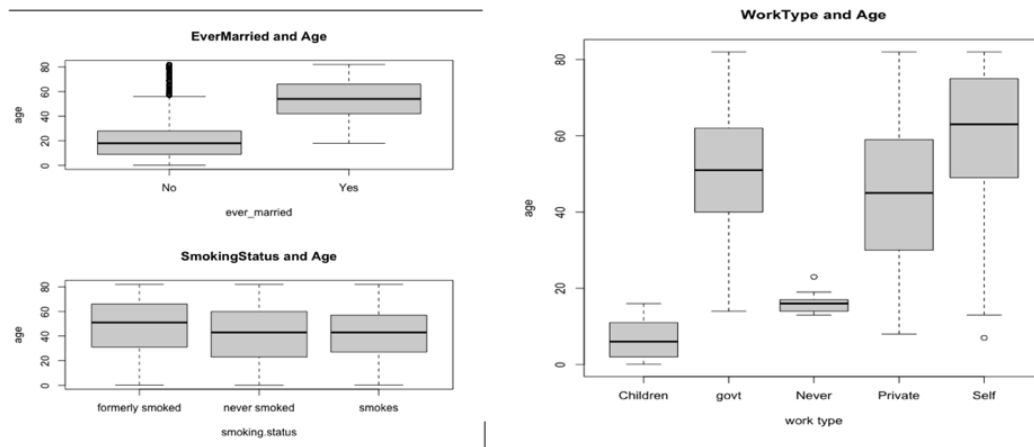 EverMarried and Age
age
0 20 40 60 80
No Yes
ever_married
SmokingStatus and Age
age
0 20 40 60 80
formerly smoked never smoked smokes
smoking.status
WorkType and Age
age
80
60
40
20
0
Children govt Never Private Self
work type